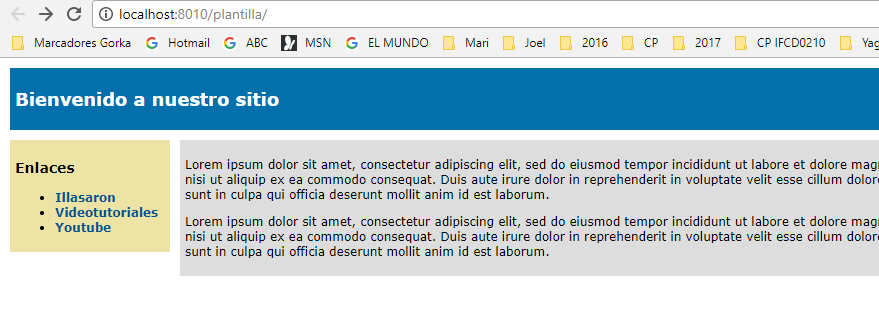 localhost:8010/plantilla/
Marcadores Gorka Hotmail ABC MSN EL MUNDO Mari Joel 2016 CP 2017 CP IFCD0210 Yag
Bienvenido a nuestro sitio
Enlaces
Illasaron
Videotutoriales
Youtube
Lorem ipsum dolor sit amet, consectetur adipiscing elit, sed do eiusmod tempor incididunt ut labore et dolore mag
nisi ut aliquip ex ea commodo consequat. Duis aute irure dolor in reprehenderit in voluptate velit esse cillum dolore
sunt in culpa qui officia deserunt mollit anim id est laborum.
Lorem ipsum dolor sit amet, consectetur adipiscing elit, sed do eiusmod tempor incididunt ut labore et dolore mag
nisi ut aliquip ex ea commodo consequat. Duis aute irure dolor in reprehenderit in voluptate velit esse cillum dolore
sunt in culpa qui officia deserunt mollit anim id est laborum.